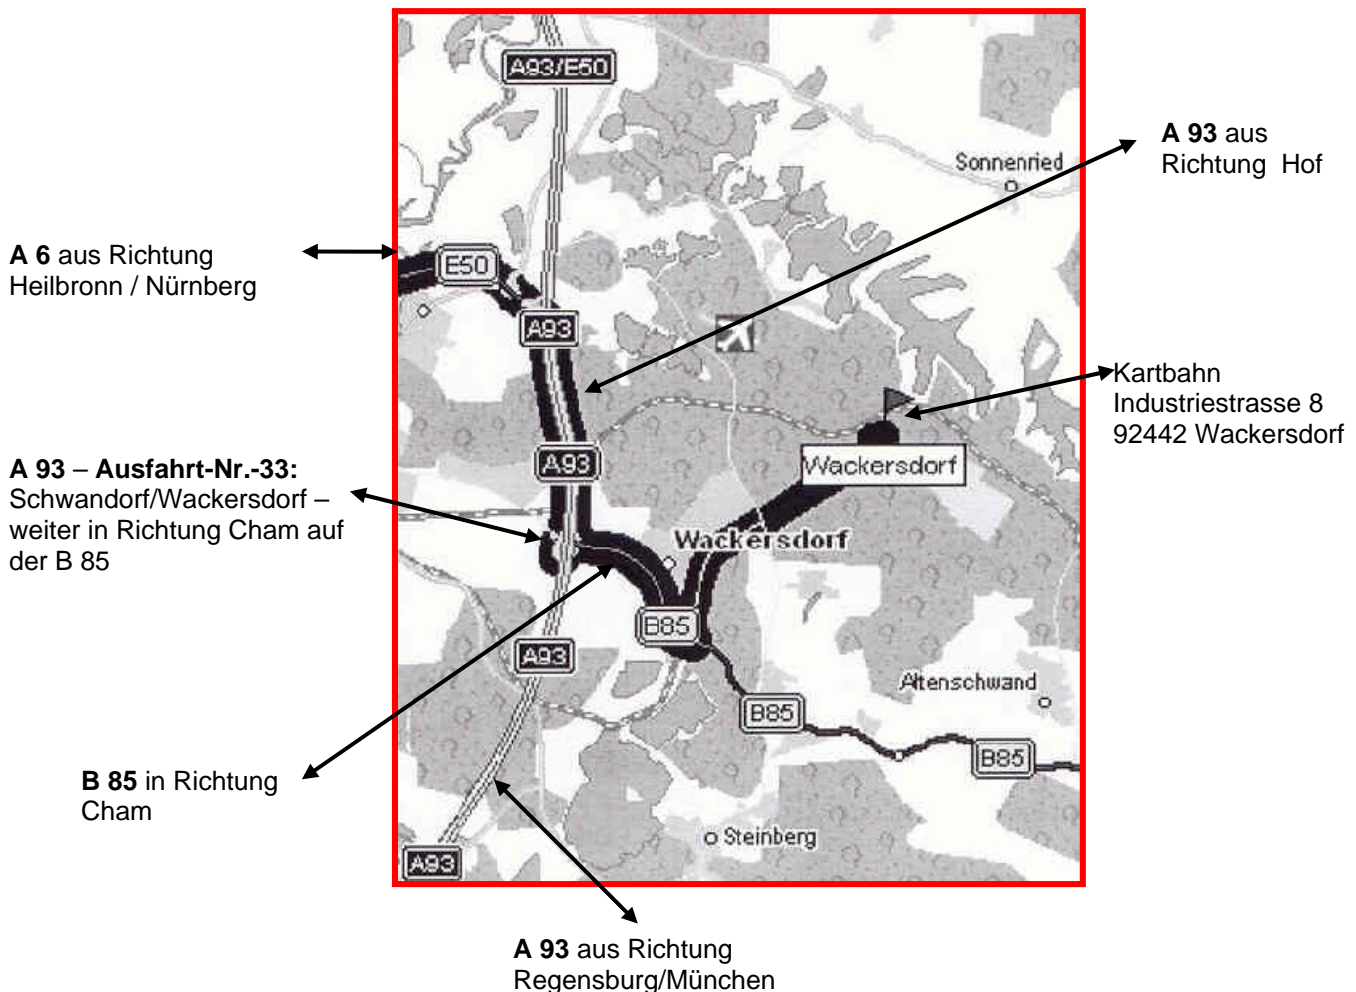 A93/E50
A 93 aus
Richtung Hof
Sonnenried
A 6 aus Richtung
Heilbronn / Nürnberg
E50
A93
Kartbahn
Industriestrasse 8
92442 Wackersdorf
A93
Wackersdorf
A 93 – Ausfahrt-Nr.-33:
Schwandorf/Wackersdorf –
weiter in Richtung Cham auf
der B 85
Wackersdorf
B85
A93
Altenschwand
B85
B85
B 85 in Richtung
Cham
Steinberg
A93
A 93 aus Richtung
Regensburg/München